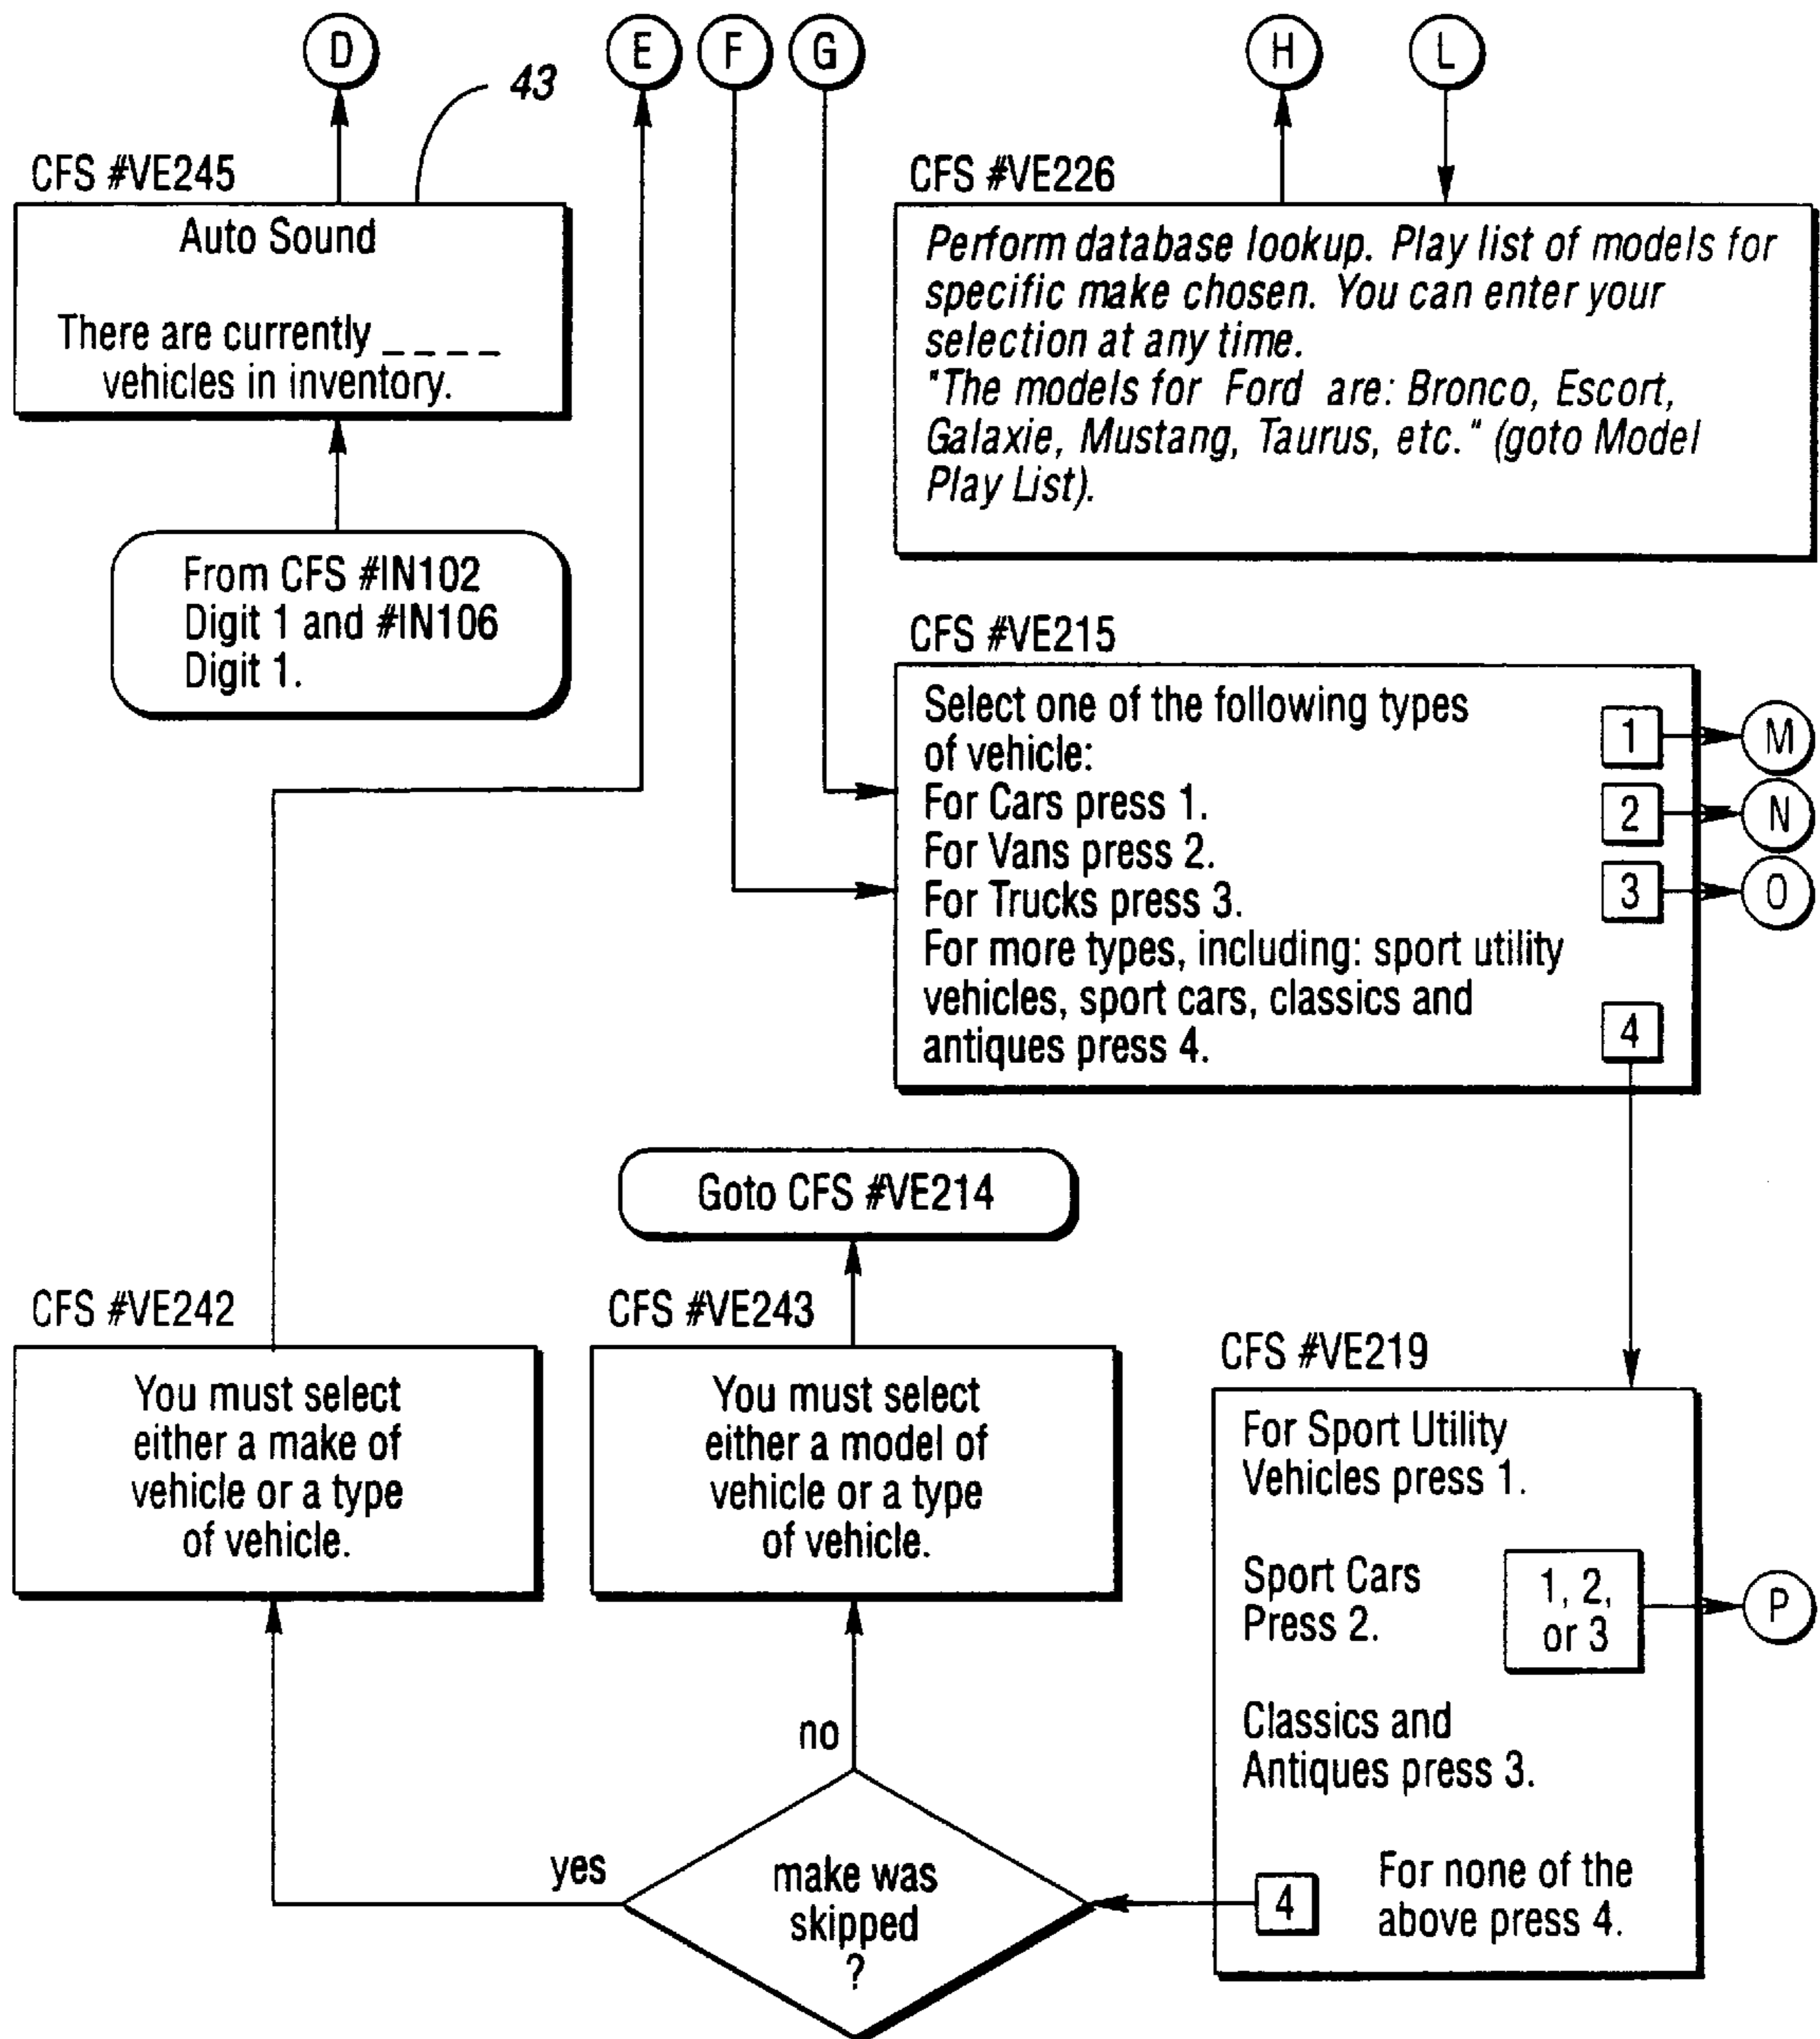 D
E
F
G
H
L
43
CFS #VE245
Auto Sound
There are currently _ _ _ _
vehicles in inventory.
From CFS #IN102
Digit 1 and #IN106
Digit 1.
CFS #VE226
Perform database lookup. Play list of models for
specific make chosen. You can enter your
selection at any time.
"The models for Ford are: Bronco, Escort,
Galaxie, Mustang, Taurus, etc." (goto Model
Play List).
CFS #VE215
Select one of the following types
of vehicle:
For Cars press 1.
For Vans press 2.
For Trucks press 3.
For more types, including: sport utility
vehicles, sport cars, classics and
antiques press 4.
1
M
2
N
3
O
4
Goto CFS #VE214
CFS #VE242
You must select
either a make of
vehicle or a type
of vehicle.
CFS #VE243
You must select
either a model of
vehicle or a type
of vehicle.
CFS #VE219
For Sport Utility
Vehicles press 1.
Sport Cars
Press 2.
1, 2,
or 3
P
Classics and
Antiques press 3.
4
For none of the
above press 4.
no
yes
make was
skipped
?